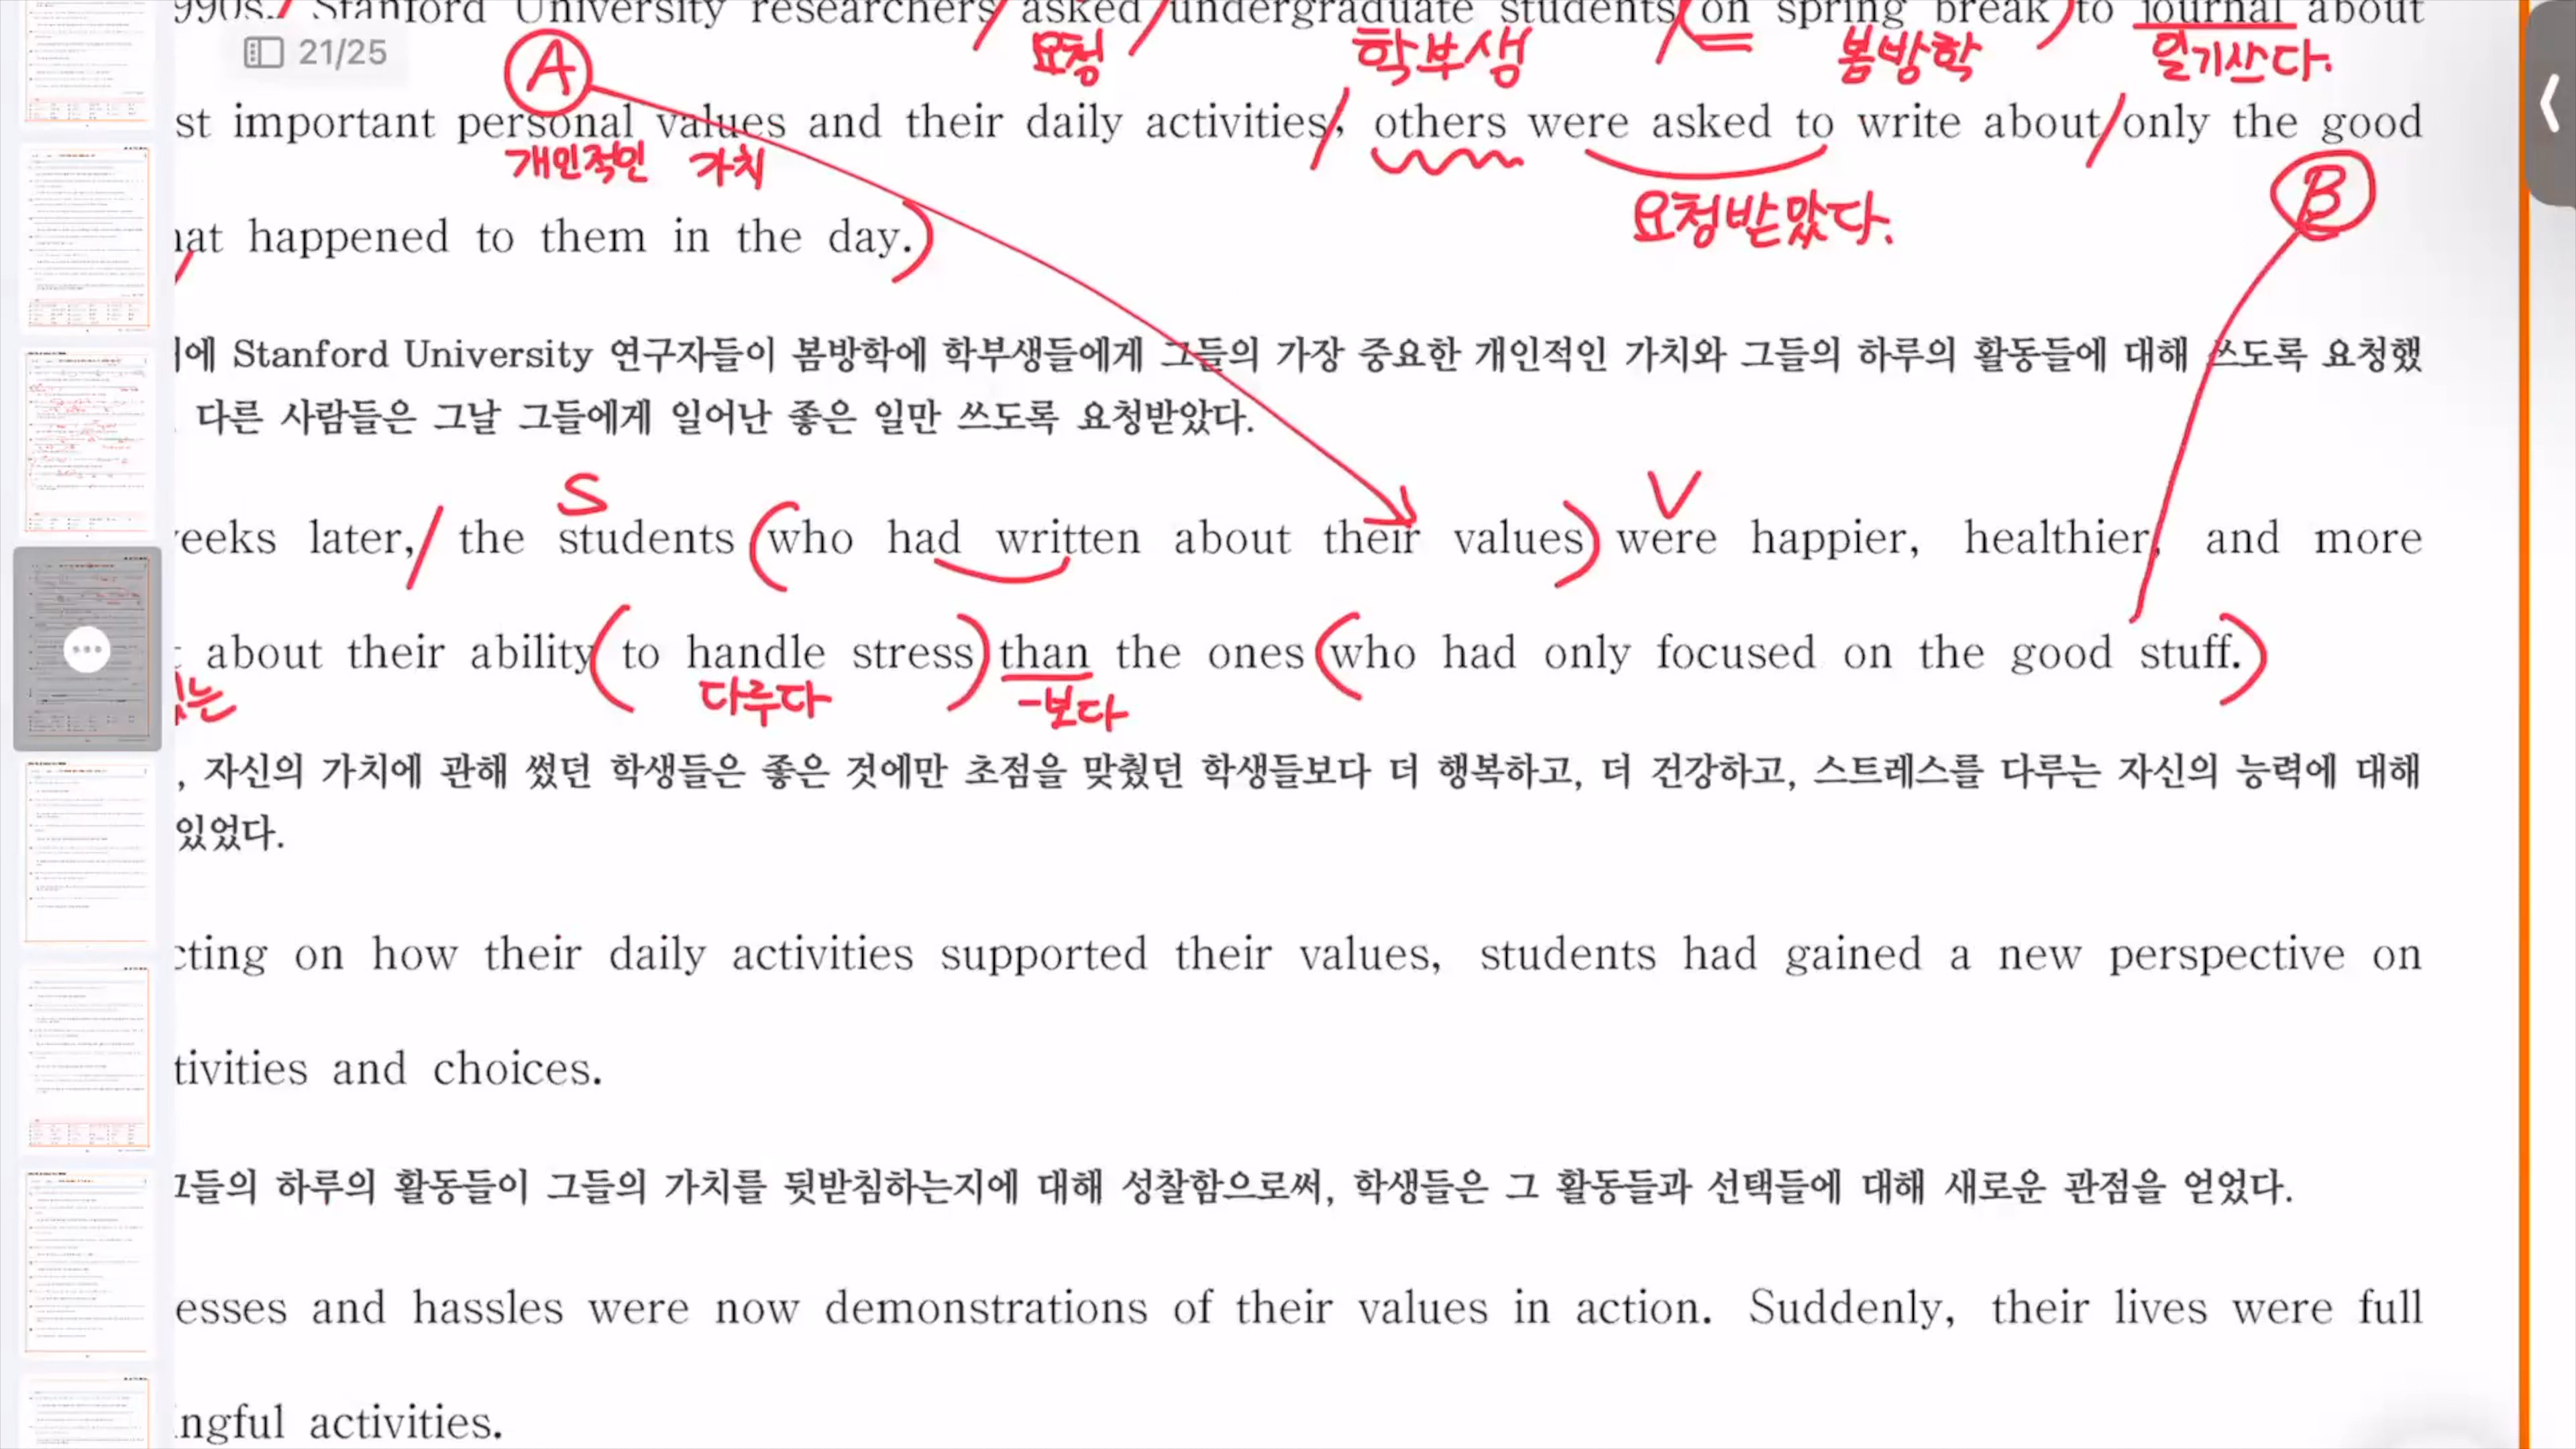 990s, Stanford University researchers asked undergraduate students on spring break to journal about
21/25
A 요청 학부생 봄방학 일기쓰다.
st important personal values and their daily activities, others were asked to write about only the good
개인적인 가치 요청받았다. B
hat happened to them in the day.
에 Stanford University 연구자들이 봄방학에 학부생들에게 그들의 가장 중요한 개인적인 가치와 그들의 하루의 활동들에 대해 쓰도록 요청했
다른 사람들은 그날 그들에게 일어난 좋은 일만 쓰도록 요청받았다.
S V
eeks later, the students who had written about their values were happier, healthier, and more
about their ability to handle stress than the ones who had only focused on the good stuff.
있는 다루다 -보다
, 자신의 가치에 관해 썼던 학생들은 좋은 것에만 초점을 맞췄던 학생들보다 더 행복하고, 더 건강하고, 스트레스를 다루는 자신의 능력에 대해
있었다.
cting on how their daily activities supported their values, students had gained a new perspective on
tivities and choices.
그들의 하루의 활동들이 그들의 가치를 뒷받침하는지에 대해 성찰함으로써, 학생들은 그 활동들과 선택들에 대해 새로운 관점을 얻었다.
esses and hassles were now demonstrations of their values in action. Suddenly, their lives were full
ingful activities.